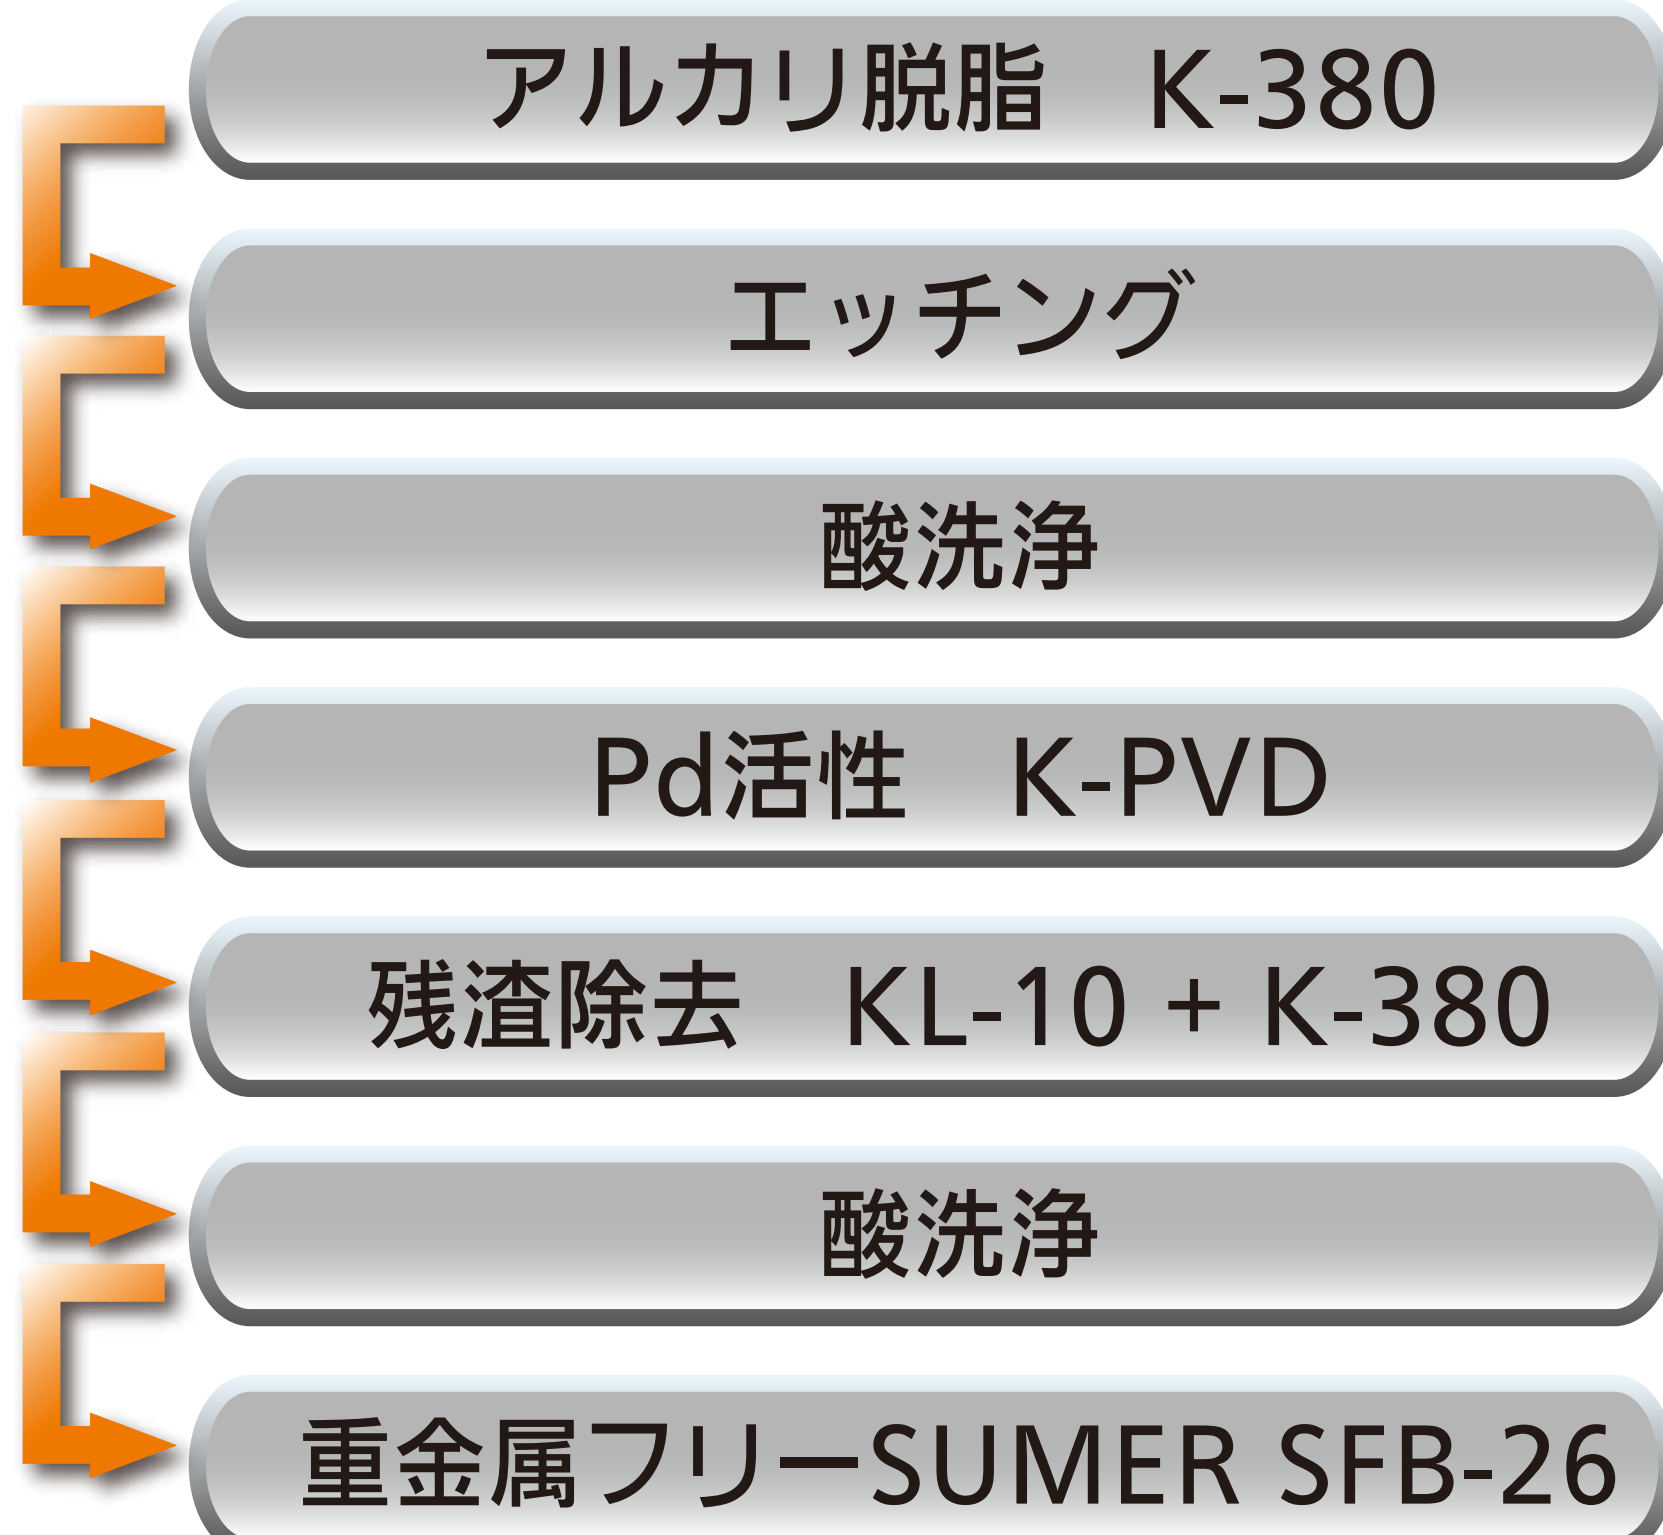 アルカリ脱脂　K-380
エッチング
酸洗浄
Pd活性　K-PVD
残渣除去　KL-10 + K-380
酸洗浄
重金属フリーSUMER SFB-26